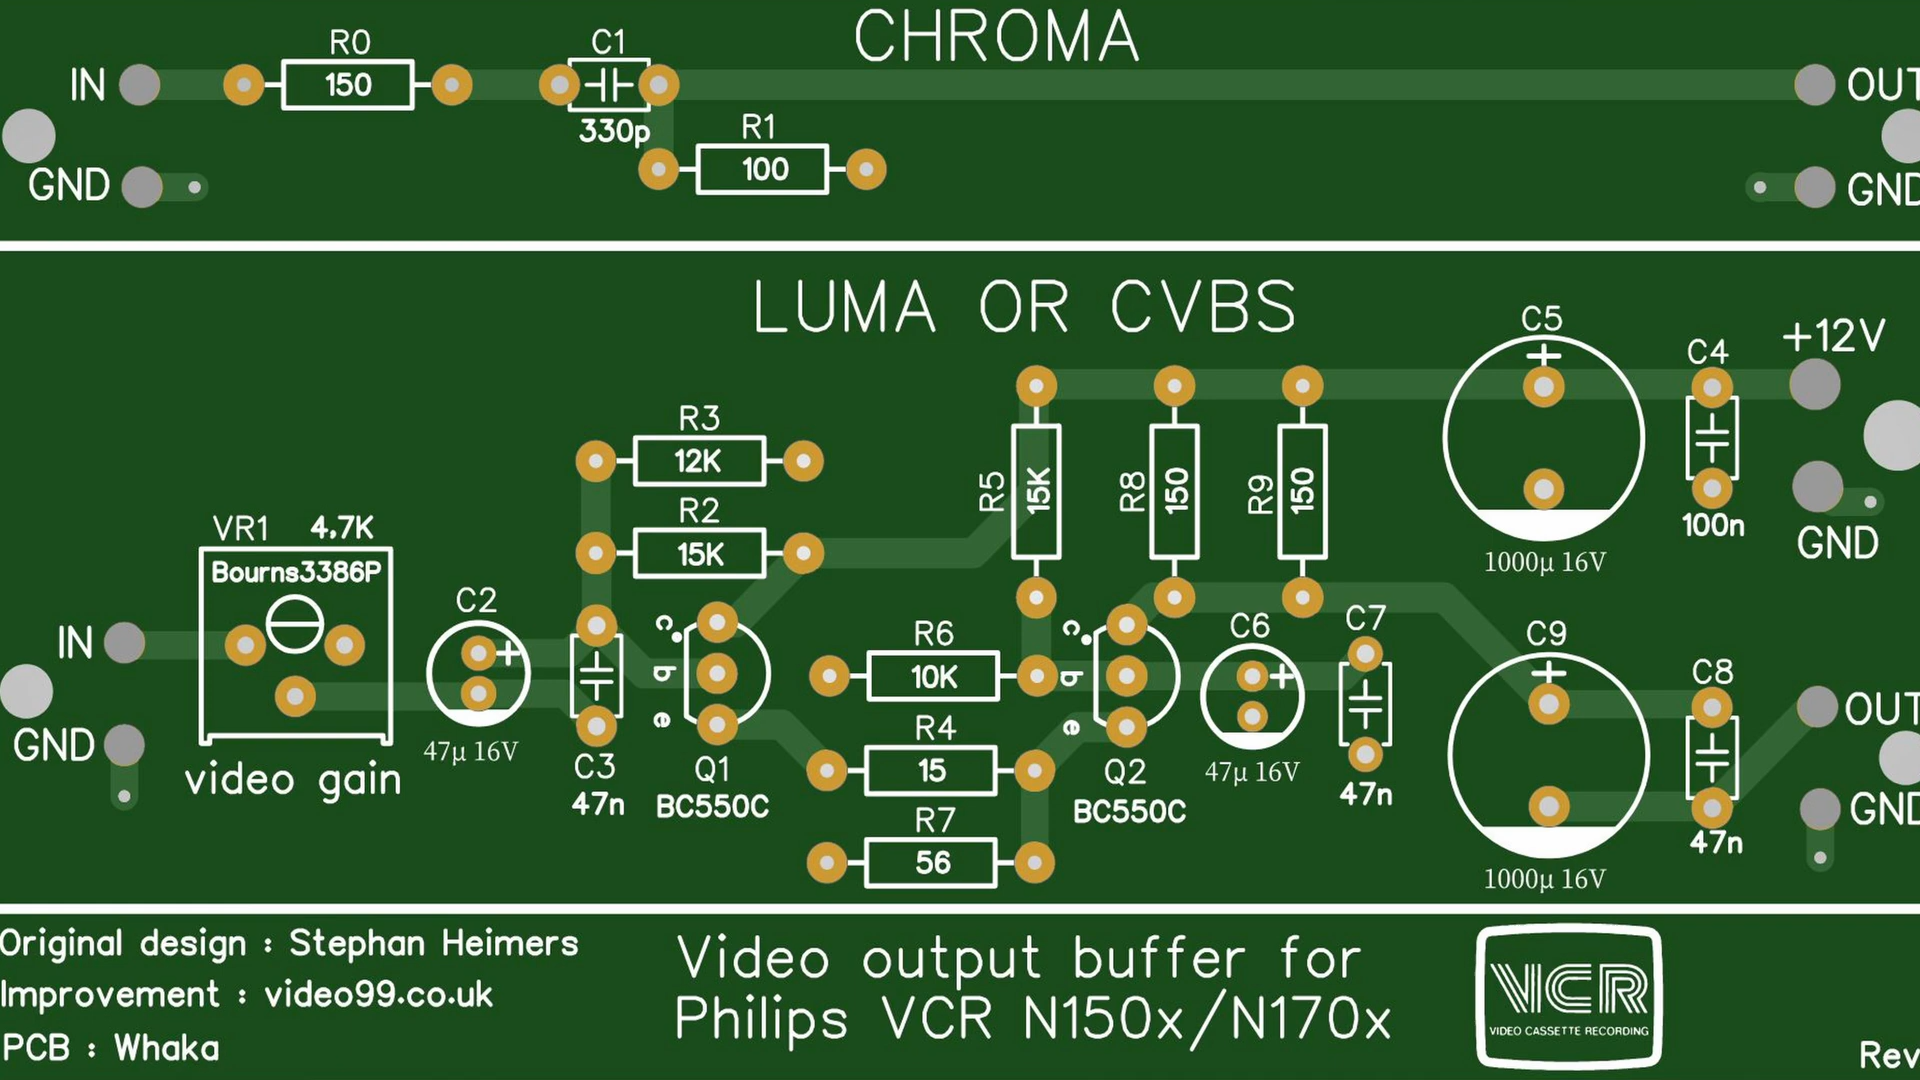 CHROMA
R0
C1
IN
150
OUT
330p
R1
100
GND
GND
LUMA OR CVBS
C5
+12V
C4
R3
12K
R5
15K
R8
150
R9
150
R2
15K
VR1 4.7K
100n
GND
1000µ 16V
Bourns3386P
C2
c
b
e
R6
10K
c
b
e
C6
C7
C9
IN
C8
GND
OUT
R4
15
47µ 16V
video gain
C3
47n
Q1
BC550C
Q2
BC550C
47µ 16V
47n
R7
56
GND
47n
1000µ 16V
Original design : Stephan Heimers
Improvement : video99.co.uk
PCB : Whaka
Video output buffer for
Philips VCR N150x/N170x
VCR
VIDEO CASSETTE RECORDING
Rev